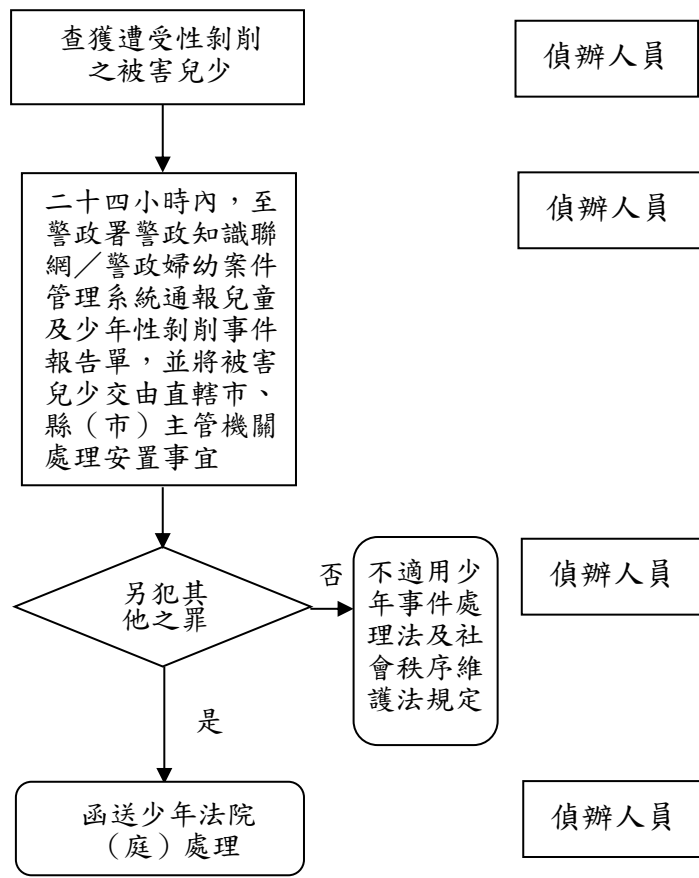 查獲遭受性剝削
之被害兒少
偵辦人員
二十四小時內，至
警政署警政知識聯
網／警政婦幼案件
管理系統通報兒童
及少年性剝削事件
報告單，並將被害
兒少交由直轄市、
縣（市）主管機關
處理安置事宜
偵辦人員
另犯其
他之罪
否
不適用少
年事件處
理法及社
會秩序維
護法規定
偵辦人員
是
函送少年法院
（庭）處理
偵辦人員